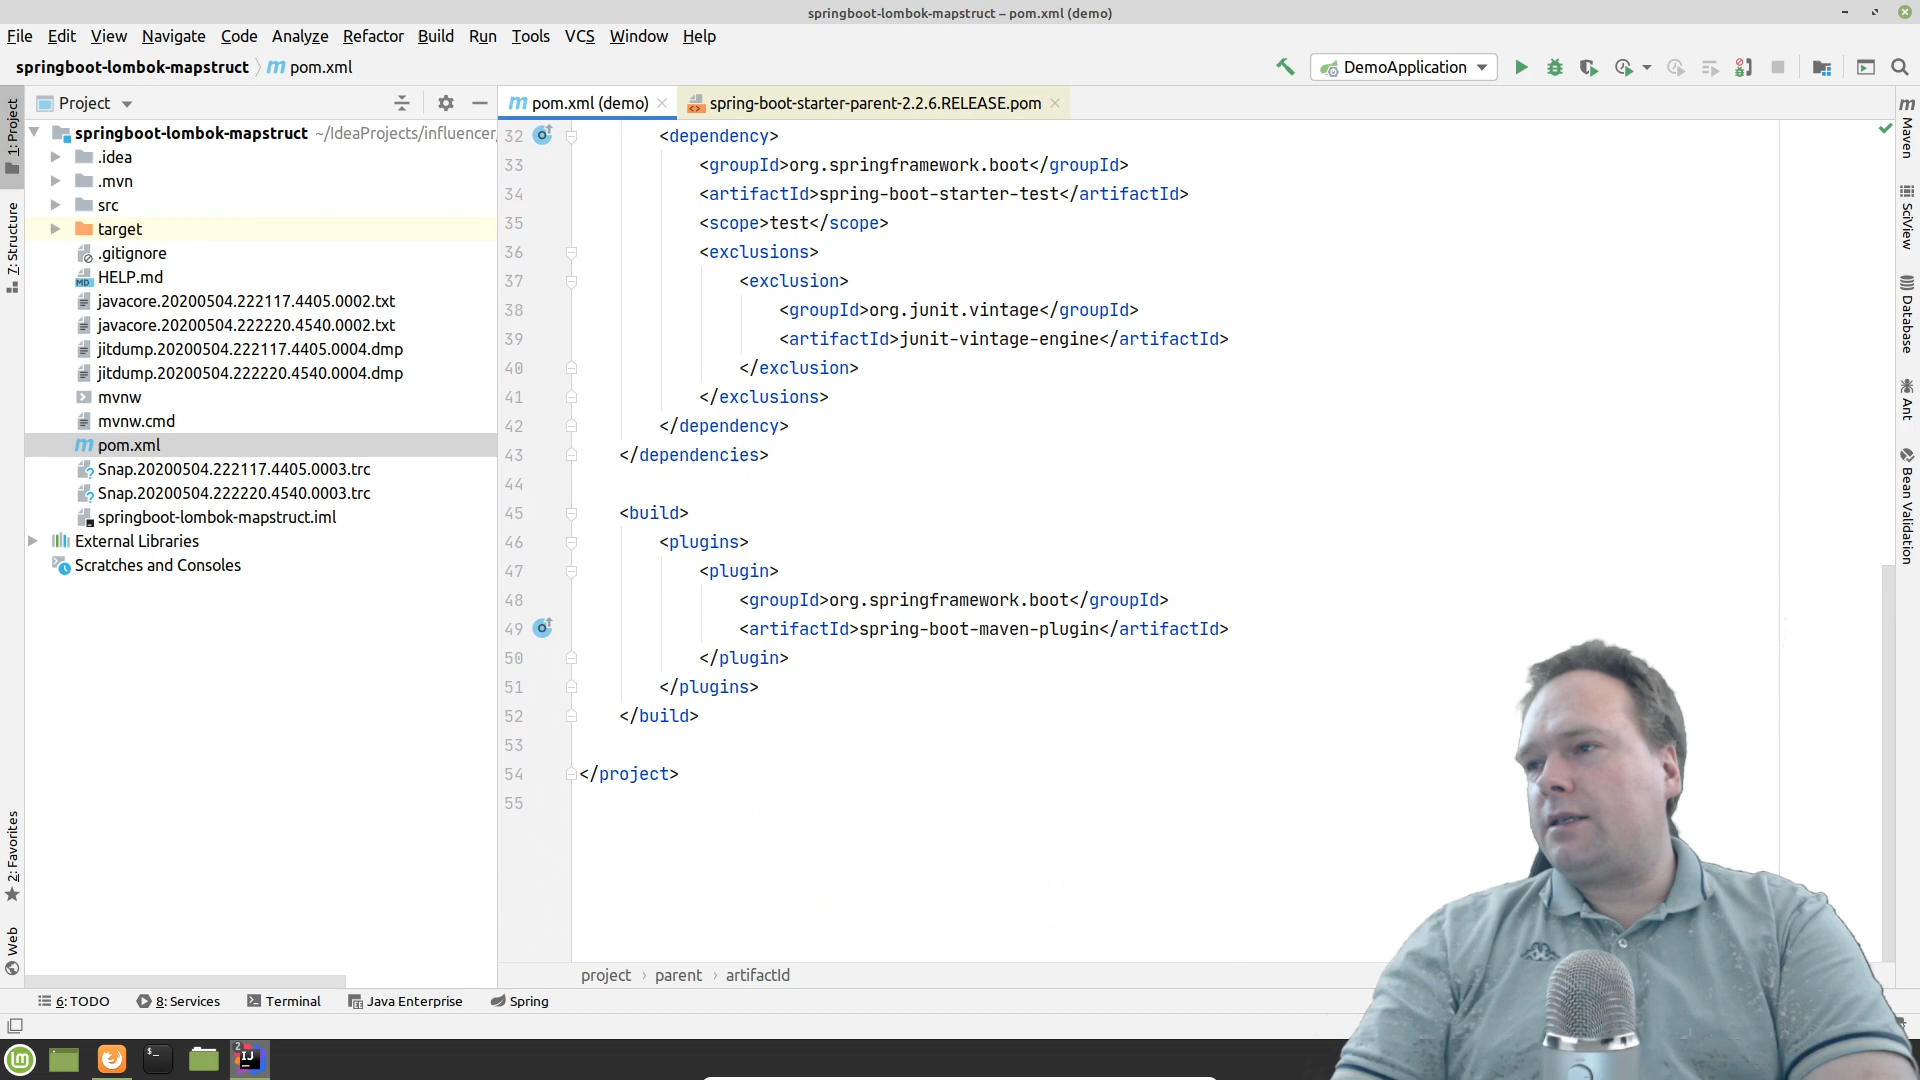 springboot-lombok-mapstruct – pom.xml (demo)
File Edit View Navigate Code Analyze Refactor Build Run Tools VCS Window Help
springboot-lombok-mapstruct pom.xml
DemoApplication
Project
pom.xml (demo)
spring-boot-starter-parent-2.2.6.RELEASE.pom
1: Project
7: Structure
2: Favorites
Web
springboot-lombok-mapstruct ~/IdeaProjects/influencer
.idea
.mvn
src
target
.gitignore
HELP.md
javacore.20200504.222117.4405.0002.txt
javacore.20200504.222220.4540.0002.txt
jitdump.20200504.222117.4405.0004.dmp
jitdump.20200504.222220.4540.0004.dmp
mvnw
mvnw.cmd
pom.xml
Snap.20200504.222117.4405.0003.trc
Snap.20200504.222220.4540.0003.trc
springboot-lombok-mapstruct.iml
External Libraries
Scratches and Consoles
32 <dependency>
33 <groupId>org.springframework.boot</groupId>
34 <artifactId>spring-boot-starter-test</artifactId>
35 <scope>test</scope>
36 <exclusions>
37 <exclusion>
38 <groupId>org.junit.vintage</groupId>
39 <artifactId>junit-vintage-engine</artifactId>
40 </exclusion>
41 </exclusions>
42 </dependency>
43 </dependencies>
44
45 <build>
46 <plugins>
47 <plugin>
48 <groupId>org.springframework.boot</groupId>
49 <artifactId>spring-boot-maven-plugin</artifactId>
50 </plugin>
51 </plugins>
52 </build>
53
54 </project>
55
project › parent › artifactId
Maven
SciView
Database
Ant
Bean Validation
6: TODO 8: Services Terminal Java Enterprise Spring
2
IJ